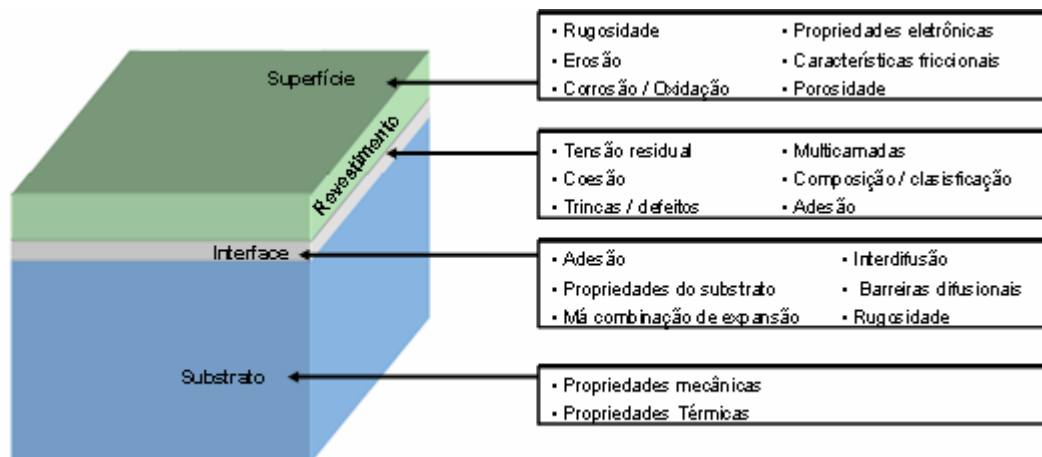 Superfície
Revestimento
Interface
Substrato
• Rugosidade • Propriedades eletrônicas
• Erosão • Características friccionais
• Corrosão / Oxidação • Porosidade
• Tensão residual • Multicamadas
• Coesão • Composição / clasisficação
• Trincas / defeitos • Adesão
• Adesão • Interdifusão
• Propriedades do substrato • Barreiras difusionais
• Má combinação de expansão • Rugosidade
• Propriedades mecânicas
• Propriedades Térmicas